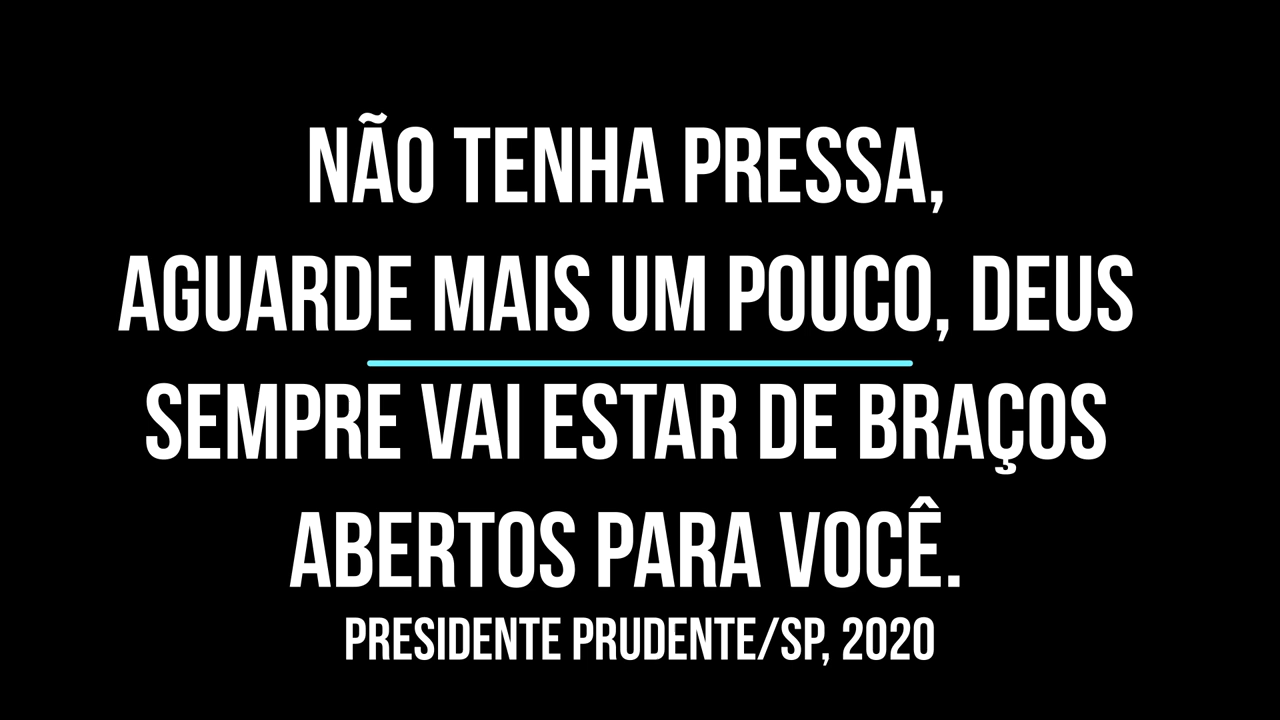 NÃO TENHA PRESSA,
AGUARDE MAIS UM POUCO, DEUS
SEMPRE VAI ESTAR DE BRAÇOS
ABERTOS PARA VOCÊ.
PRESIDENTE PRUDENTE/SP, 2020